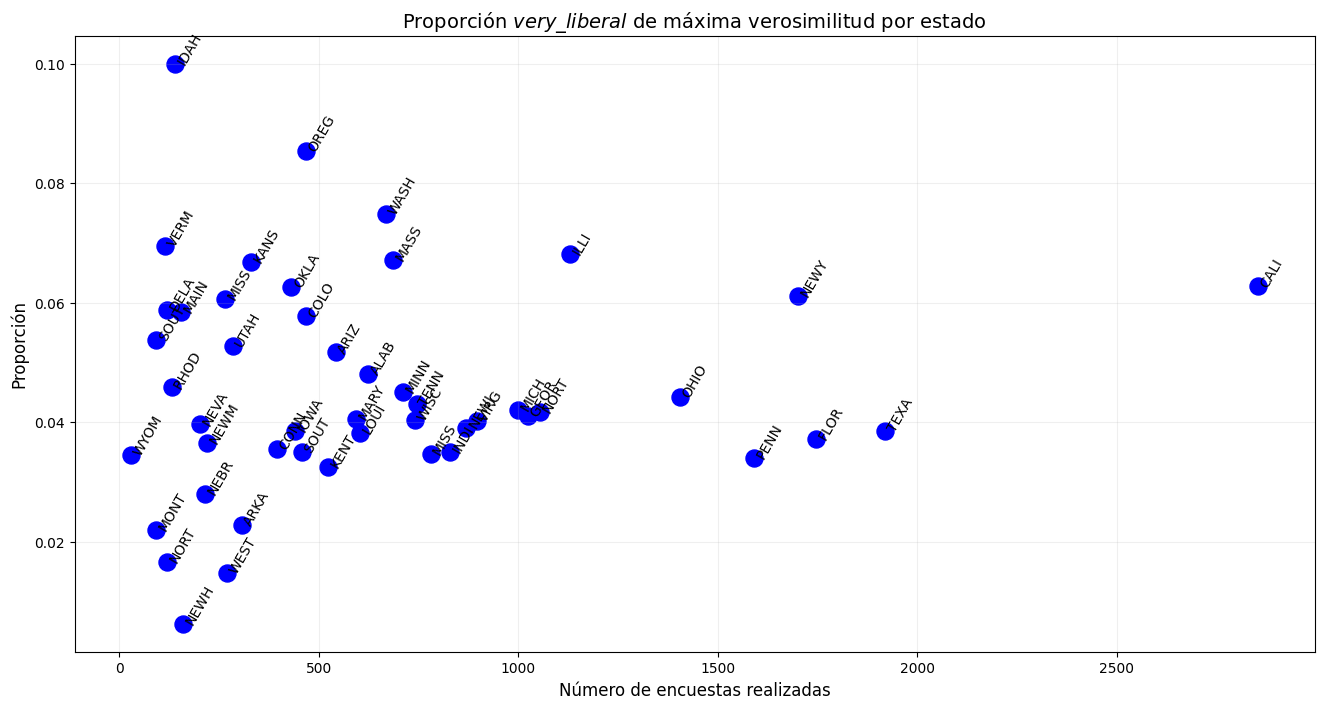 Proporción very_liberal de máxima verosimilitud por estado
Proporción
0.10
0.08
0.06
0.04
0.02
IDAH
OREG
WASH
VERM
MASS
KANS
ILLI
OKLA
CALI
NEWY
MISS
DELA
MAIN
COLO
SOUT
UTAH
ARIZ
ALAB
RHOD
MINN
TENN
OHIO
MICH
GEOR
NORT
NEVA
NEWM
MARY
WISC
VIRG
IOWA
LOUI
TEXA
FLOR
CONN
SOUT
WYOM
MISS
INDI
PENN
KENT
NEBR
ARKA
MONT
NORT
WEST
NEWH
0
500
1000
1500
2000
2500
Número de encuestas realizadas